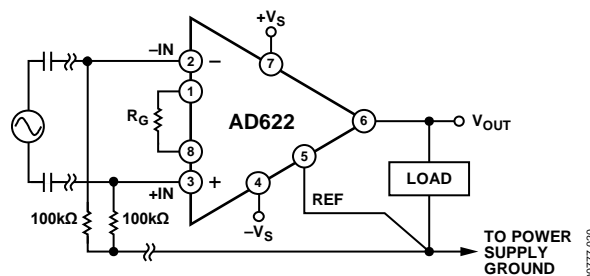 +VS
–IN
2
–
7
1
RG
AD622
6
VOUT
8
5
LOAD
3
+
+IN
4
REF
100kΩ
100kΩ
–VS
TO POWER
SUPPLY
GROUND